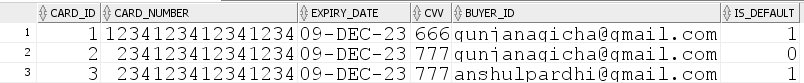 CARD_ID CARD_NUMBER EXPIRY_DATE CVV BUYER_ID IS_DEFAULT
1 1 1234123412341234 09-DEC-23 666 gunjanagicha@gmail.com 1
2 2 234123412341234 09-DEC-23 777 gunjanagicha@gmail.com 0
3 3 234123412341234 09-DEC-23 777 anshulpardhi@gmail.com 1